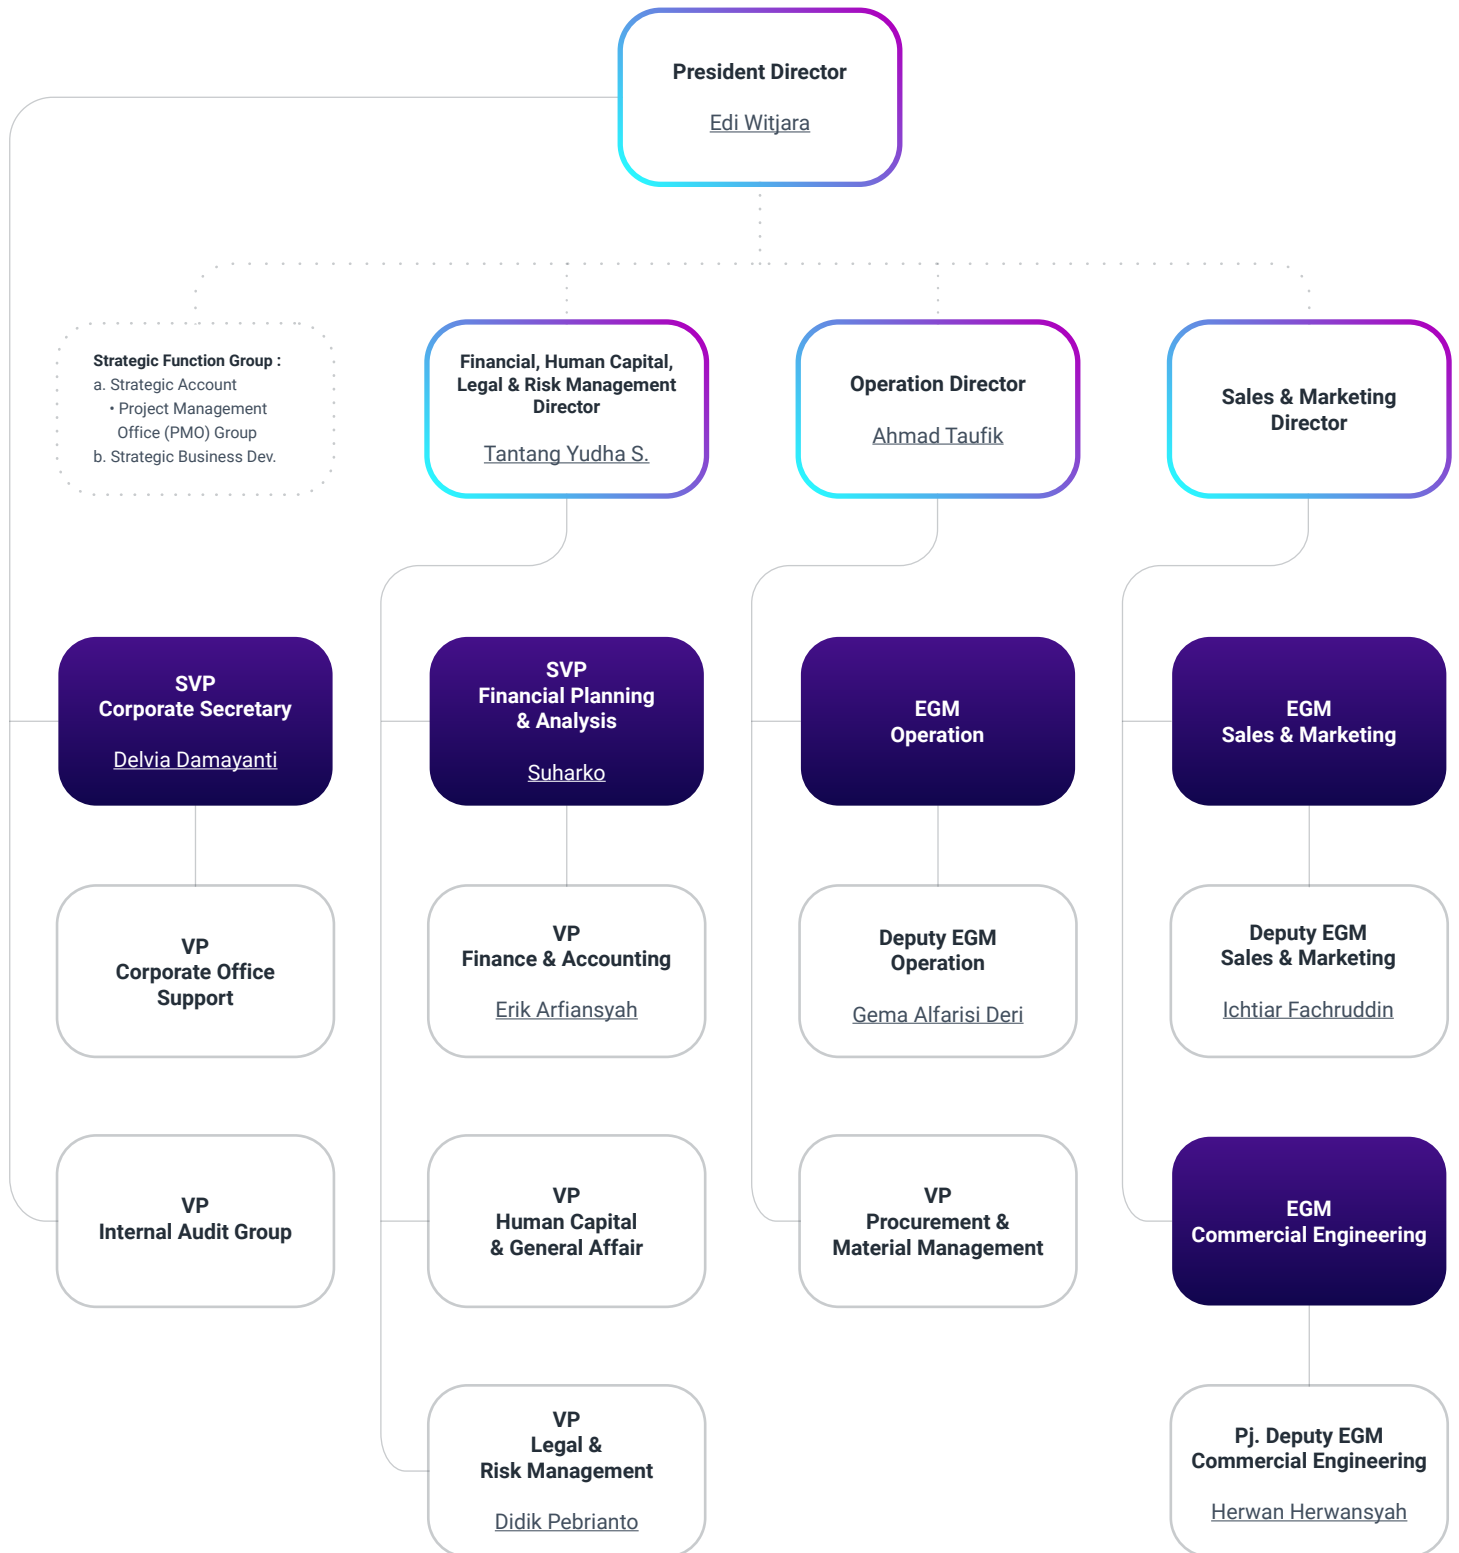 President Director
Edi Witjara
Strategic Function Group :
a. Strategic Account
• Project Management
Office (PMO) Group
b. Strategic Business Dev.
Financial, Human Capital,
Legal & Risk Management
Director
Tantang Yudha S.
Operation Director
Ahmad Taufik
Sales & Marketing
Director
SVP
Corporate Secretary
Delvia Damayanti
SVP
Financial Planning
& Analysis
Suharko
EGM
Operation
EGM
Sales & Marketing
VP
Corporate Office
Support
VP
Finance & Accounting
Erik Arfiansyah
Deputy EGM
Operation
Gema Alfarisi Deri
Deputy EGM
Sales & Marketing
Ichtiar Fachruddin
VP
Internal Audit Group
VP
Human Capital
& General Affair
VP
Procurement &
Material Management
EGM
Commercial Engineering
VP
Legal &
Risk Management
Didik Pebrianto
Pj. Deputy EGM
Commercial Engineering
Herwan Herwansyah